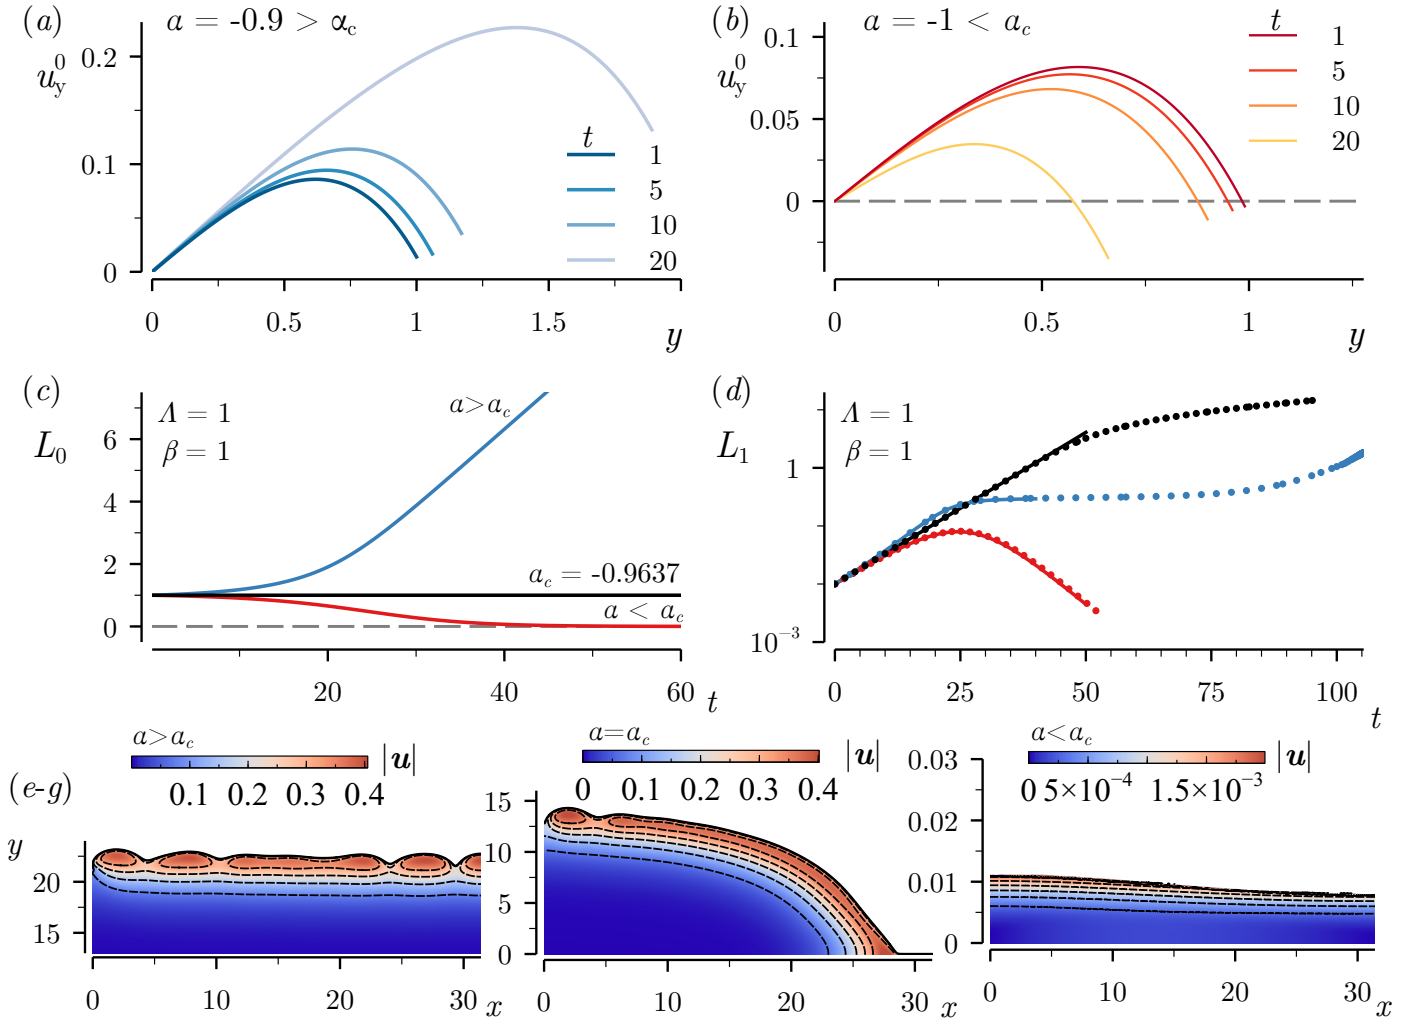 (a) a = -0.9 > αc
u_y^0
0.2
0.1
0
t
1
5
10
20
0 0.5 1 1.5 y
(b) a = -1 < a_c
u_y^0
0.1
0.05
0
t
1
5
10
20
0 0.5 1 y
(c) Λ = 1
β = 1
L_0
6
4
2
0
a>a_c
a_c = -0.9637
a < a_c
20 40 60 t
(d) Λ = 1
β = 1
L_1
1
10^{-3}
0 25 50 75 100 t
(e-g)
a>a_c
|u|
0.1 0.2 0.3 0.4
y
20
15
0 10 20 30 x
a=a_c
|u|
0 0.1 0.2 0.3 0.4
15
10
5
0
0 10 20 30 x
a<a_c
|u|
0 5×10^{-4} 1.5×10^{-3}
0.03
0.02
0.01
0
0 10 20 30 x